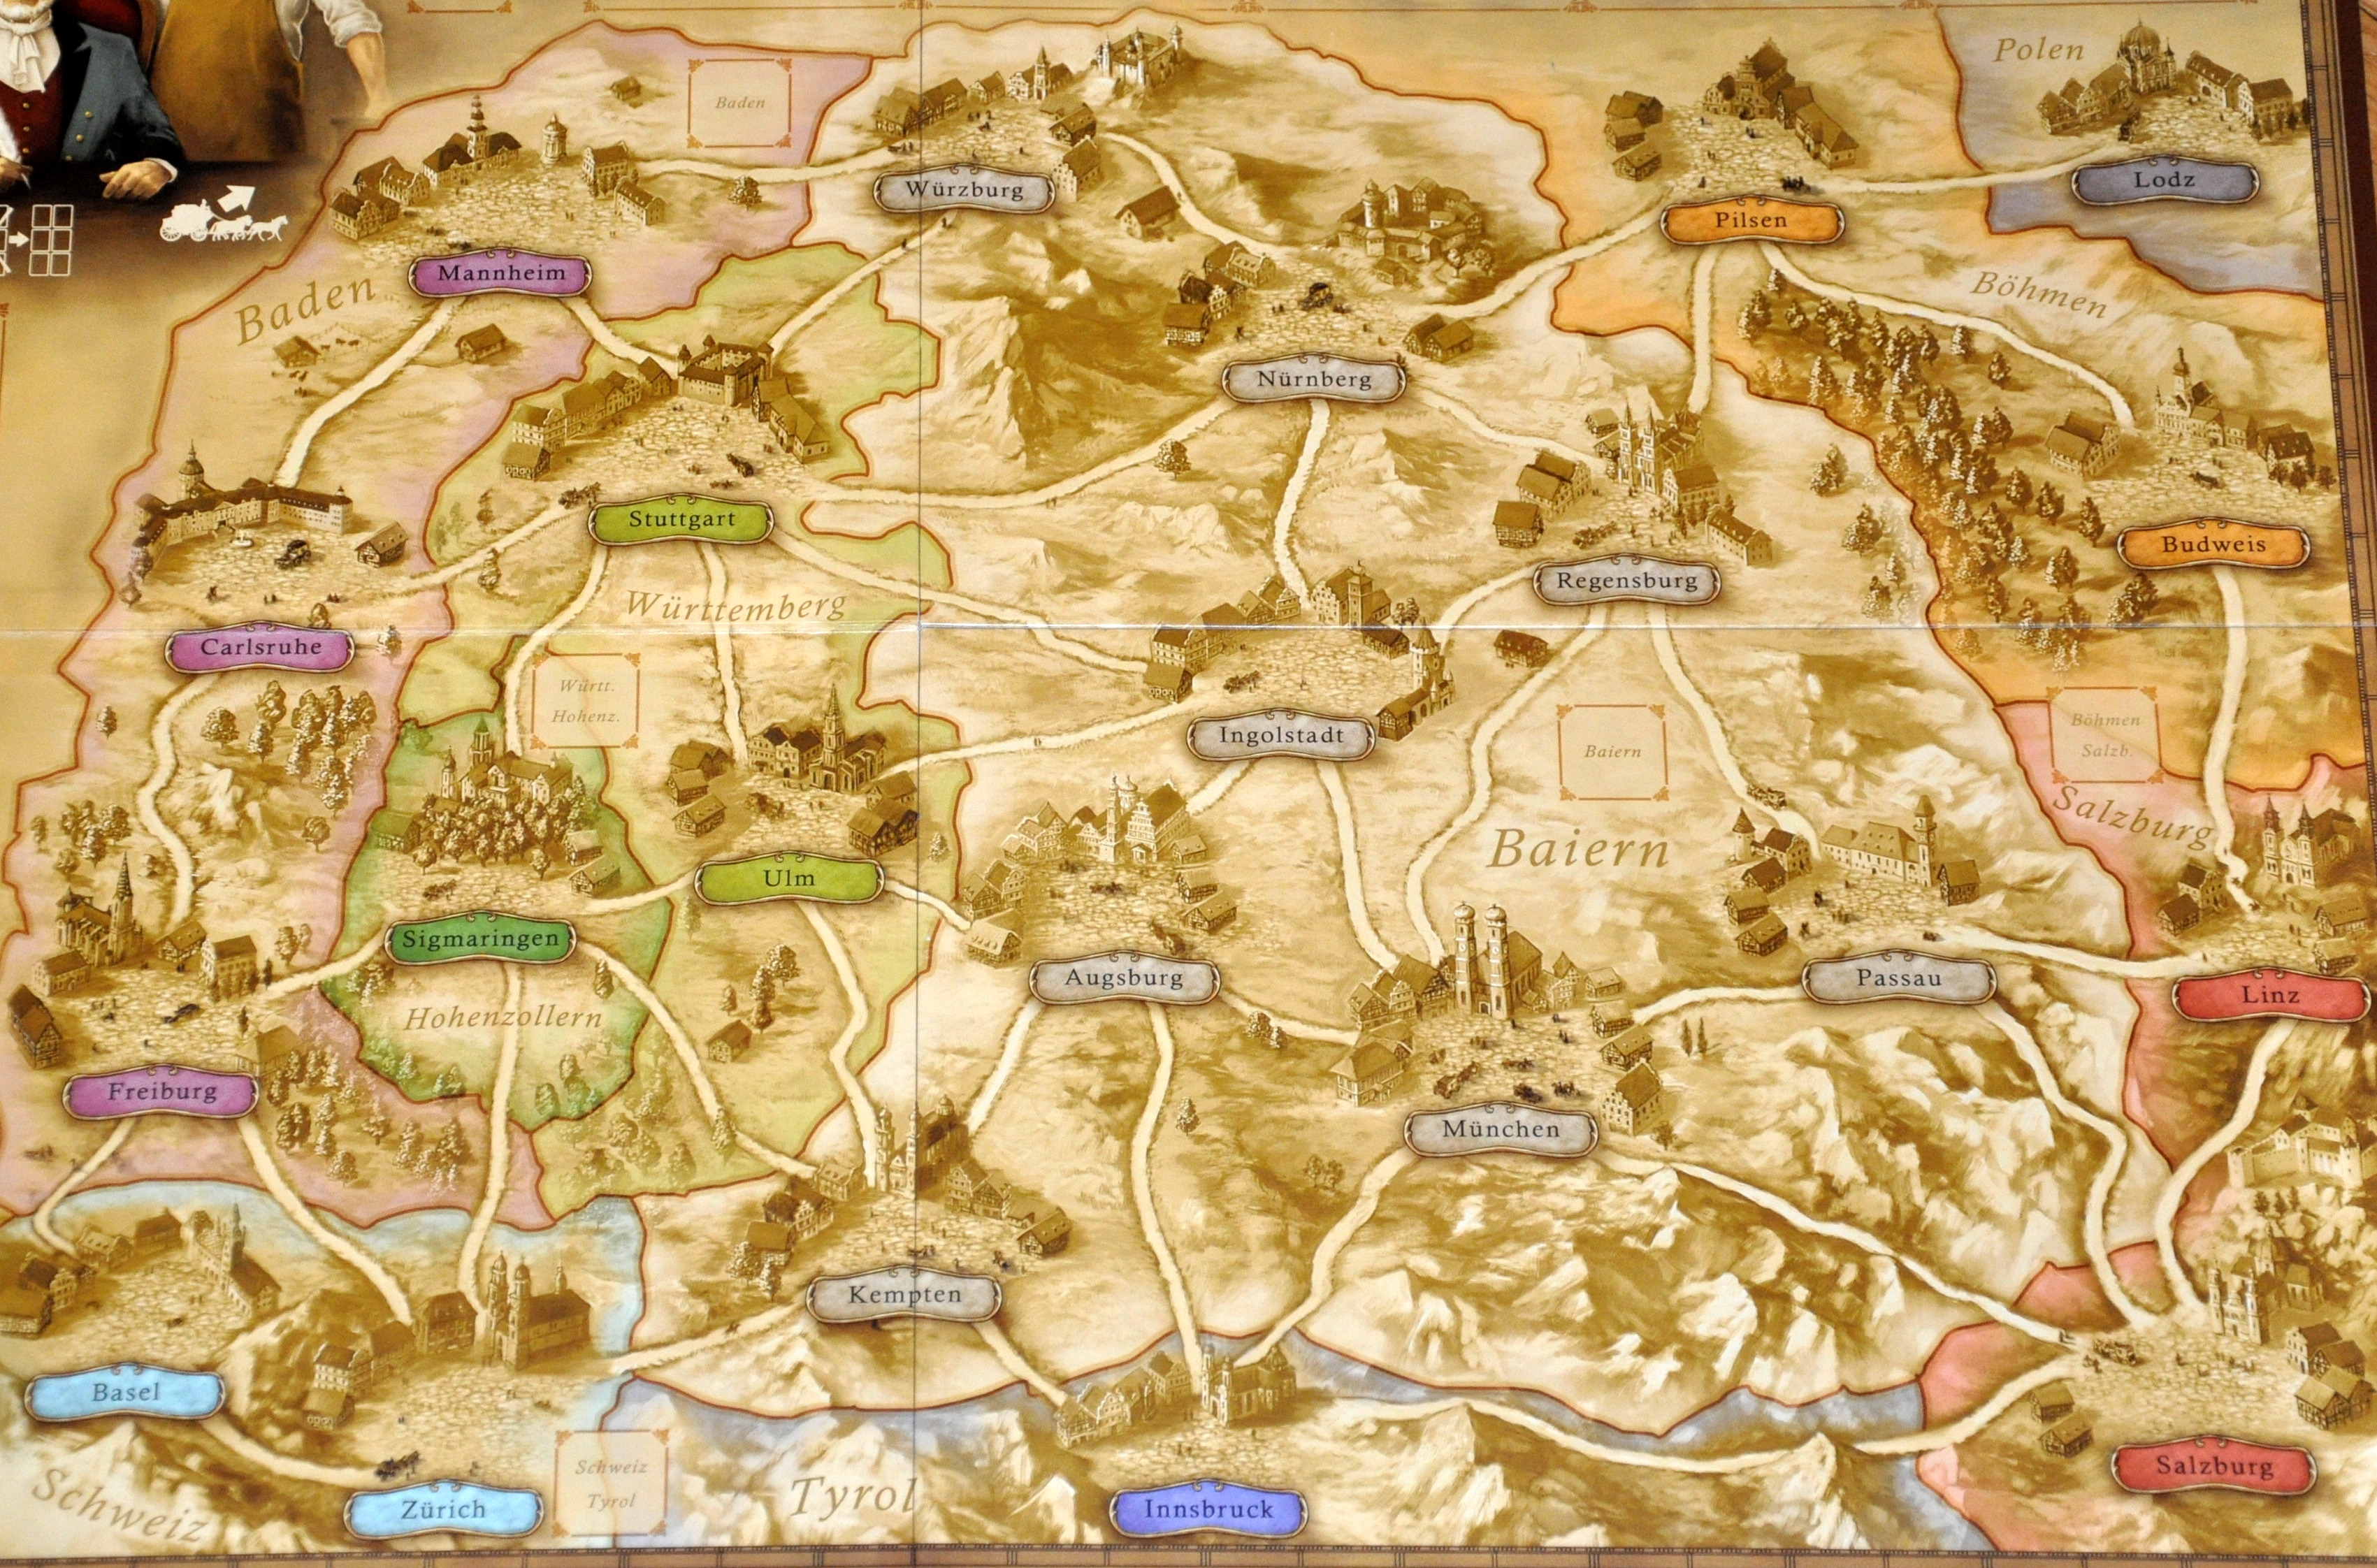 Polen
Baden
Lodz
Würzburg
Pilsen
Mannheim
Baden
Böhmen
Nürnberg
Stuttgart
Budweis
Regensburg
Württemberg
Carlsruhe
Württ.
Hohenz.
Ingolstadt
Baiern
Böhmen
Salzb.
Salzburg
Baiern
Ulm
Sigmaringen
Augsburg
Passau
Linz
Hohenzollern
Freiburg
München
Kempten
Basel
Schweiz
Tyrol
Salzburg
Schweiz
Tyrol
Zürich
Innsbruck